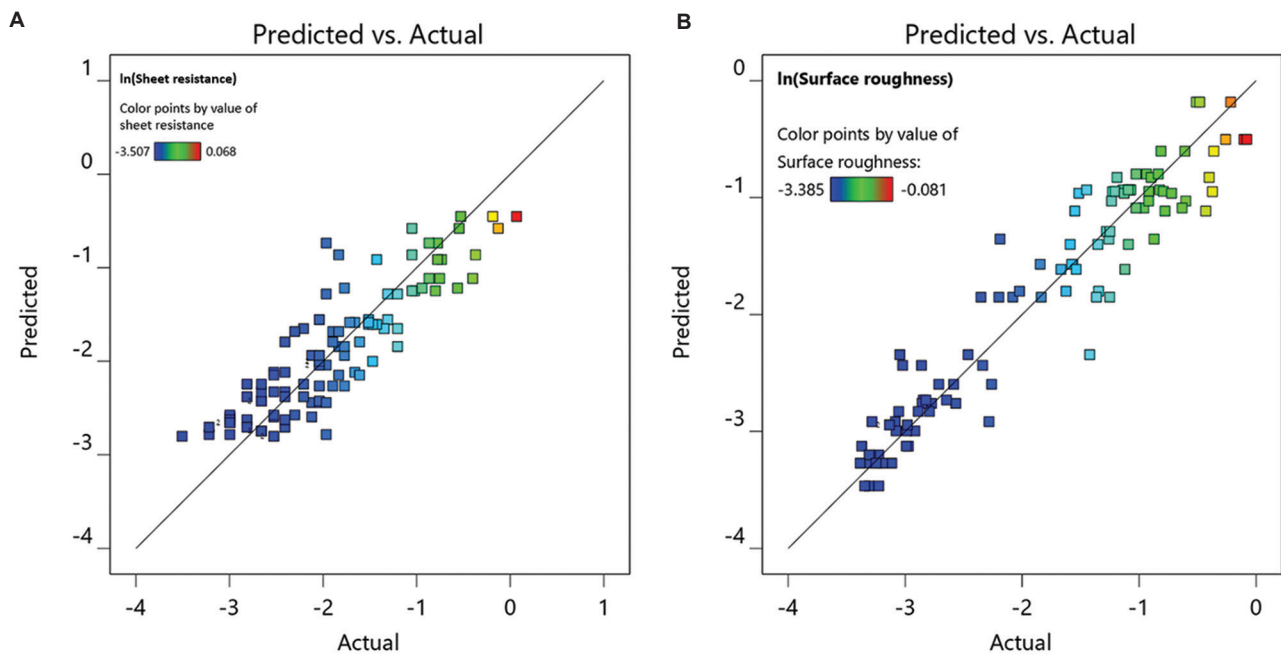 A
Predicted vs. Actual
ln(Sheet resistance)
Color points by value of
sheet resistance
-3.507 0.068
1
0
-1
-2
-3
-4
Predicted
-4 -3 -2 -1 0 1
Actual
B
Predicted vs. Actual
ln(Surface roughness)
Color points by value of
Surface roughness:
-3.385 -0.081
0
-1
-2
-3
-4
Predicted
-4 -3 -2 -1 0
Actual